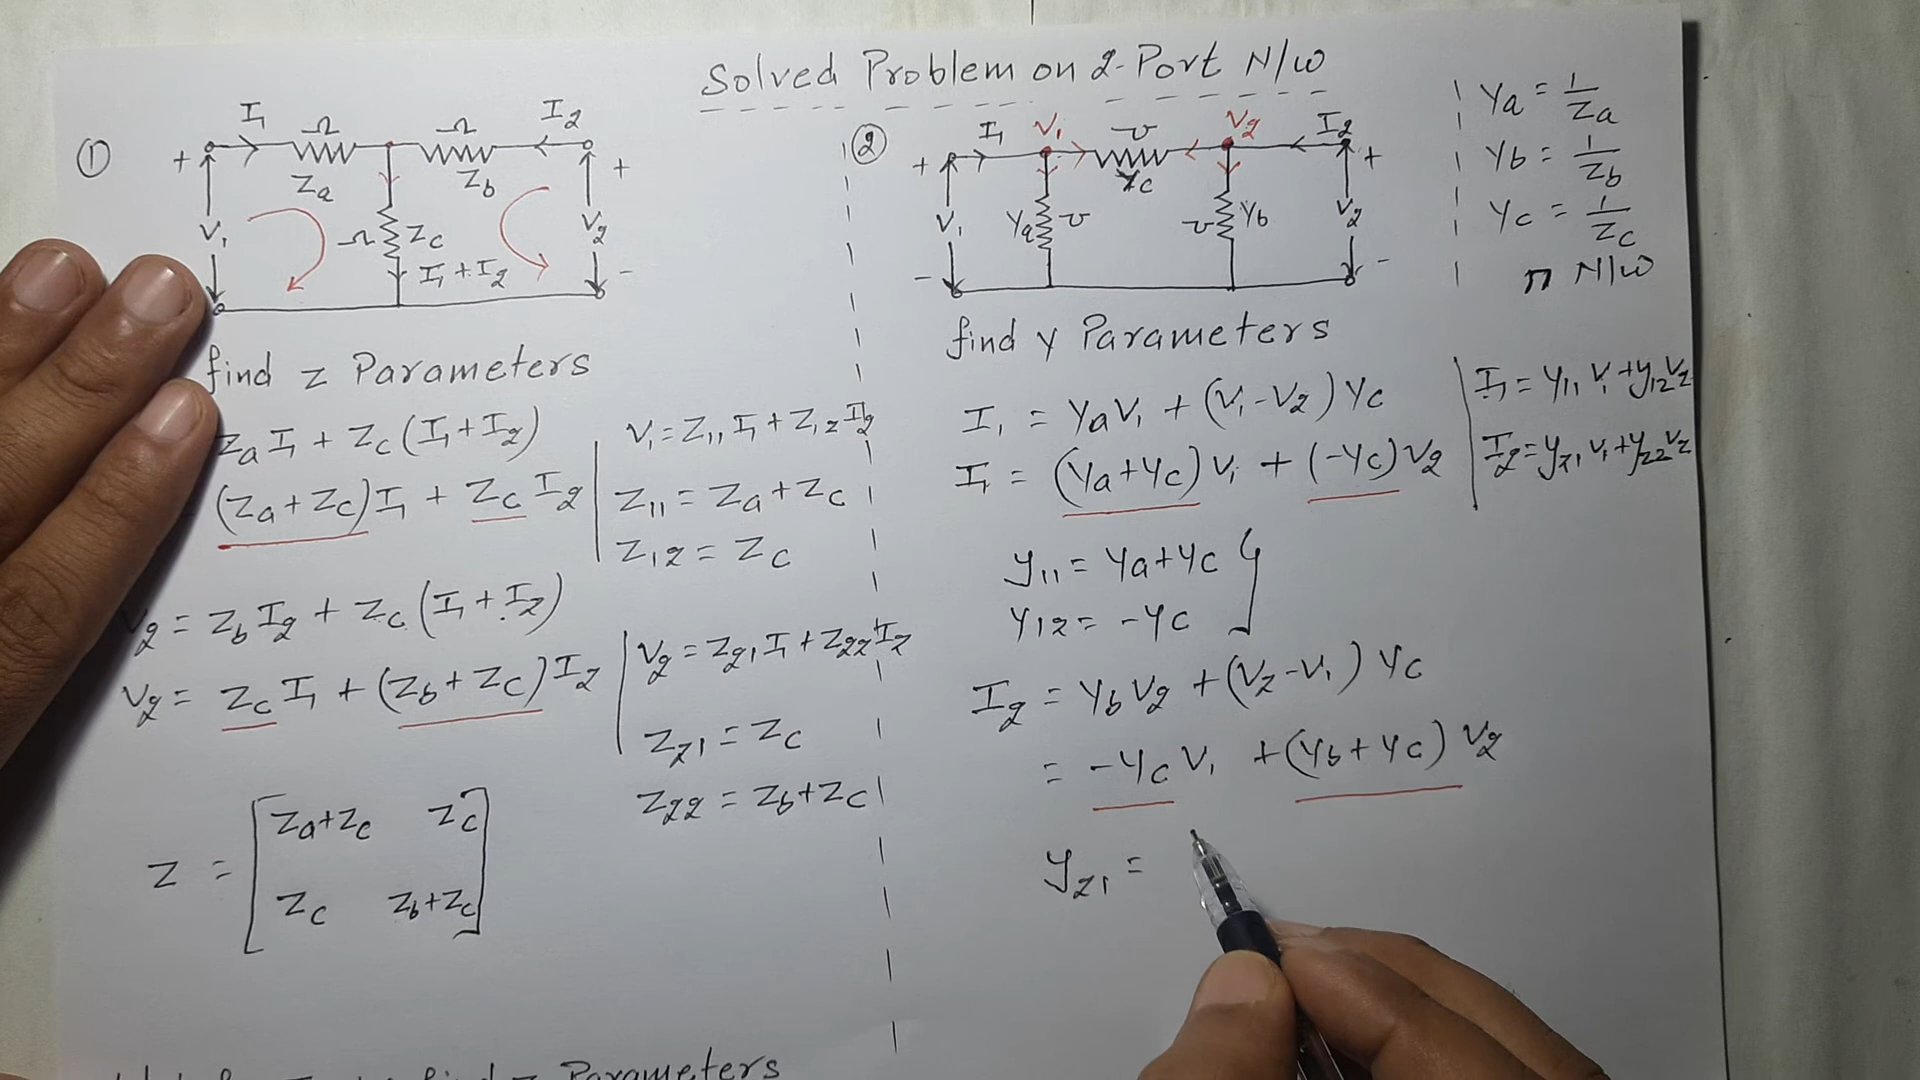 Solved Problem on 2-Port N/W
①
I1
Ω
Ω
I2
+
Za
Zb
+
V1
Ω
Zc
V2
I1 + I2
-
find z Parameters
ZaI1 + Zc(I1+I2)
(Za+Zc)I1 + Zc I2
V1 = Z11 I1 + Z12 I2
Z11 = Za + Zc
Z12 = Zc
V2 = ZbI2 + Zc(I1+I2)
V2 = Zc I1 + (Zb+Zc)I2
V2 = Z21 I1 + Z22 I2
Z21 = Zc
Z22 = Zb+Zc
Z = [ Za+Zc Zc
Zc Zb+Zc ]
Parameters
②
I1
V1
℧
V2
I2
+
Yc
+
V1
Ya
℧
℧
Yb
V2
-
-
Ya = 1/Za
Yb = 1/Zb
Yc = 1/Zc
π N/W
find y Parameters
I1 = YaV1 + (V1-V2)Yc
I1 = (Ya+Yc)V1 + (-Yc)V2
I1 = y11 V1 + y12 V2
I2 = y21 V1 + y22 V2
y11 = Ya+Yc
y12 = -Yc
I2 = YbV2 + (V2-V1) Yc
= -Yc V1 + (Yb+Yc) V2
y21 =